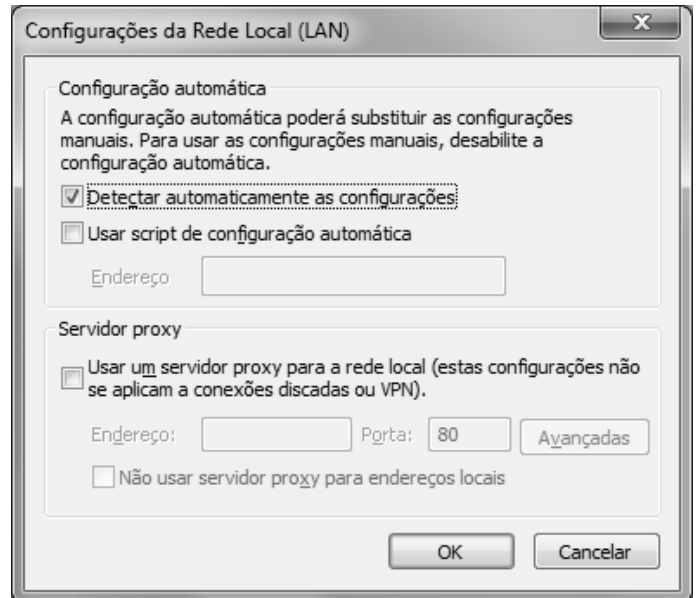 Configurações da Rede Local (LAN)
Configuração automática
A configuração automática poderá substituir as configurações
manuais. Para usar as configurações manuais, desabilite a
configuração automática.
Detectar automaticamente as configurações
Usar script de configuração automática
Endereço
Servidor proxy
Usar um servidor proxy para a rede local (estas configurações não
se aplicam a conexões discadas ou VPN).
Endereço: Porta: 80 Avançadas
Não usar servidor proxy para endereços locais
OK Cancelar